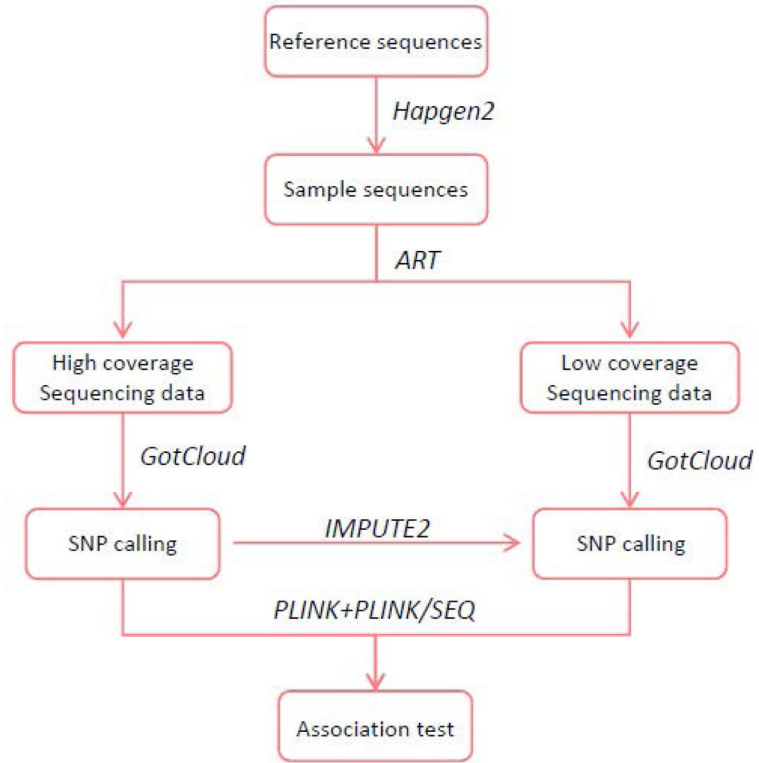 Reference sequences
Hapgen2
Sample sequences
ART
High coverage
Sequencing data
Low coverage
Sequencing data
GotCloud
GotCloud
SNP calling
IMPUTE2
SNP calling
PLINK+PLINK/SEQ
Association test